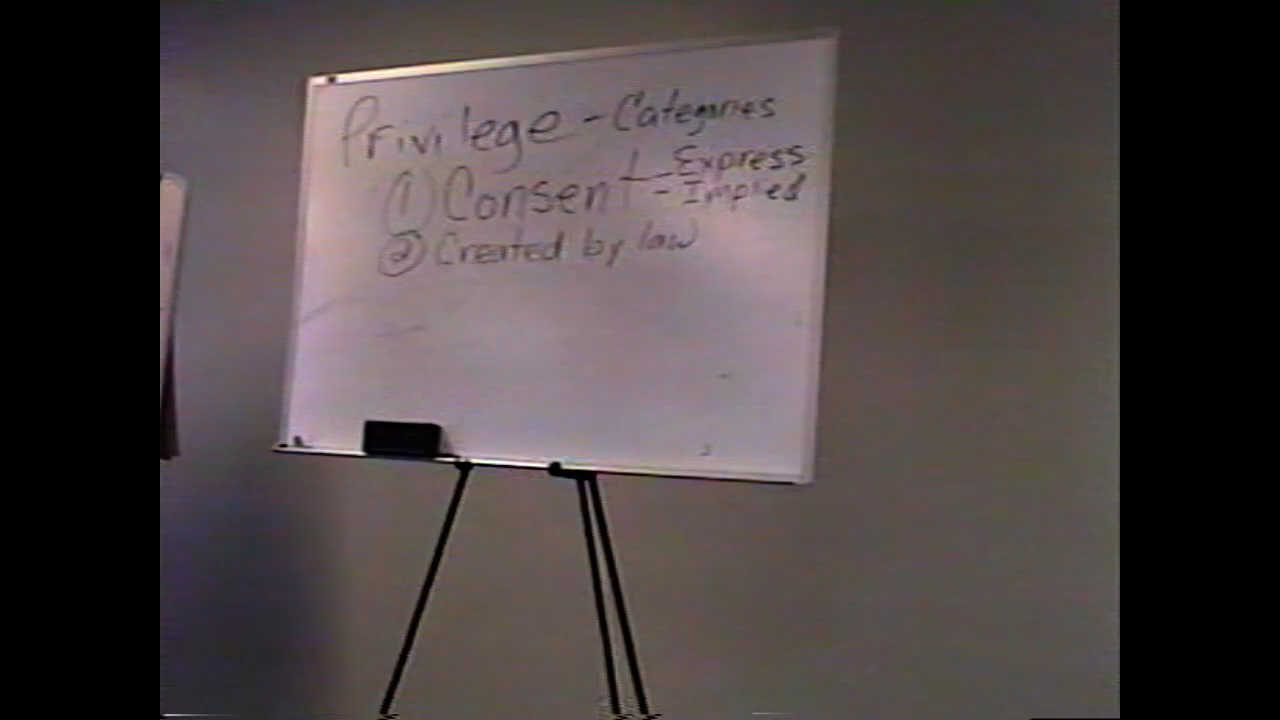 Privilege - Categories
① Consent - Express
- Implied
② Created by law